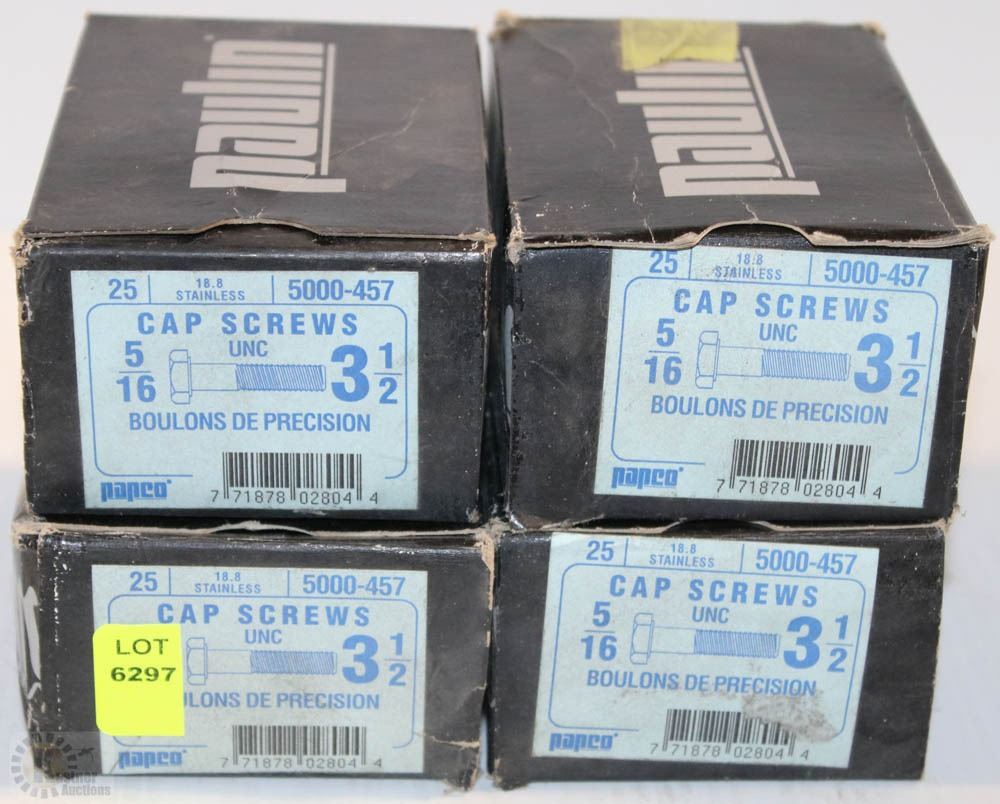 paulin
paulin
25 18.8 STAINLESS 5000-457
CAP SCREWS
UNC
5/16 3 1/2
BOULONS DE PRECISION
papco
7 71878 02804 4
25 18.8 STAINLESS 5000-457
CAP SCREWS
UNC
5/16 3 1/2
BOULONS DE PRECISION
papco
7 71878 02804 4
25 18.8 STAINLESS 5000-457
CAP SCREWS
UNC
3 1/2
LONS DE PRECISION
papco
7 71878 02804 4
LOT
6297
25 18.8 STAINLESS 5000-457
CAP SCREWS
UNC
5/16 3 1/2
BOULONS DE PRECISION
papco
7 71878 02804 4
Auctions